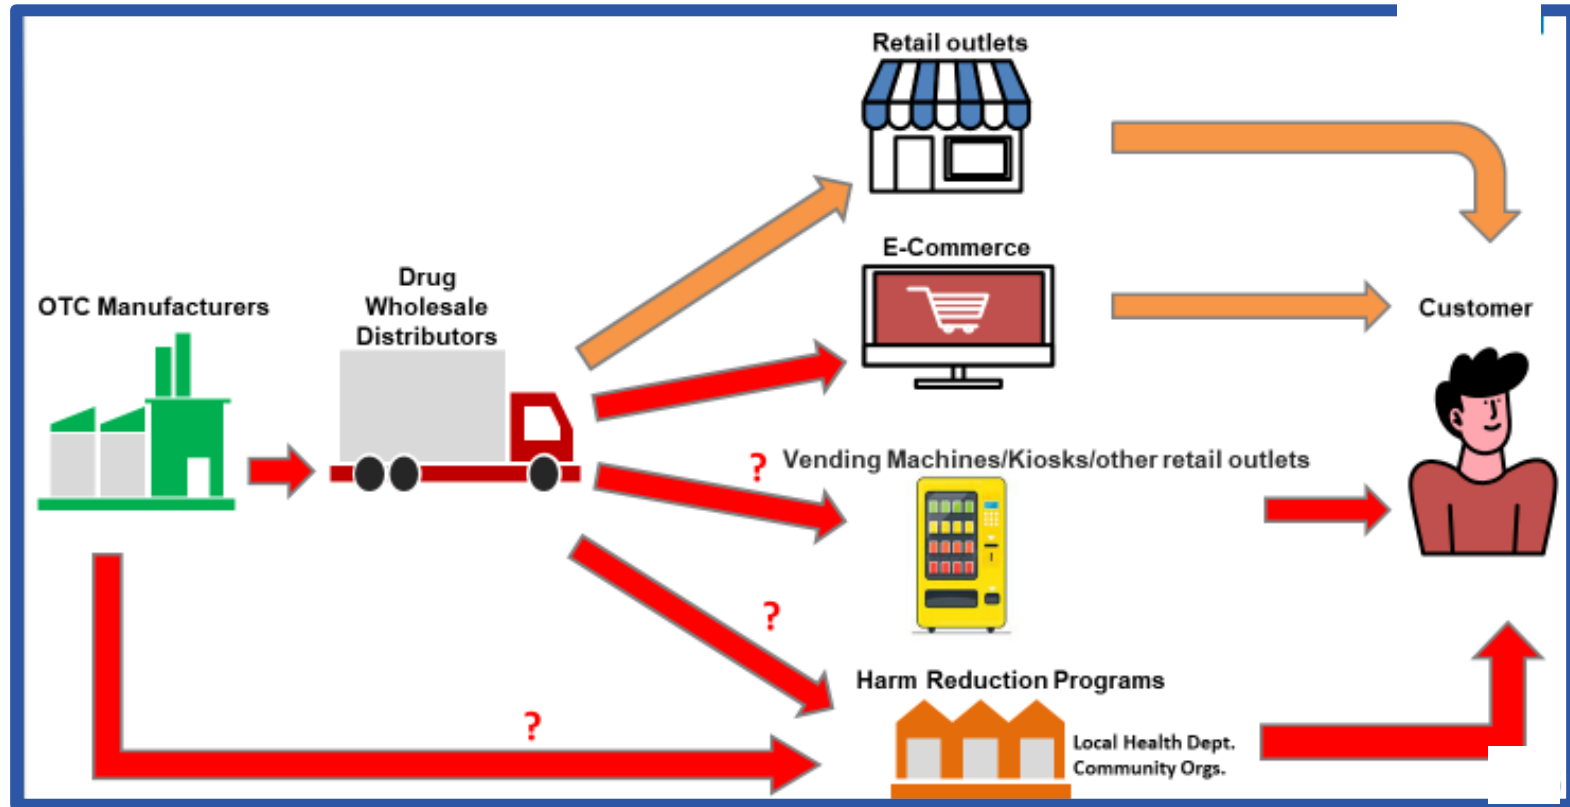 Retail outlets
E-Commerce
Drug
Wholesale
Distributors
OTC Manufacturers
Customer
? Vending Machines/Kiosks/other retail outlets
?
Harm Reduction Programs
?
Local Health Dept.
Community Orgs.